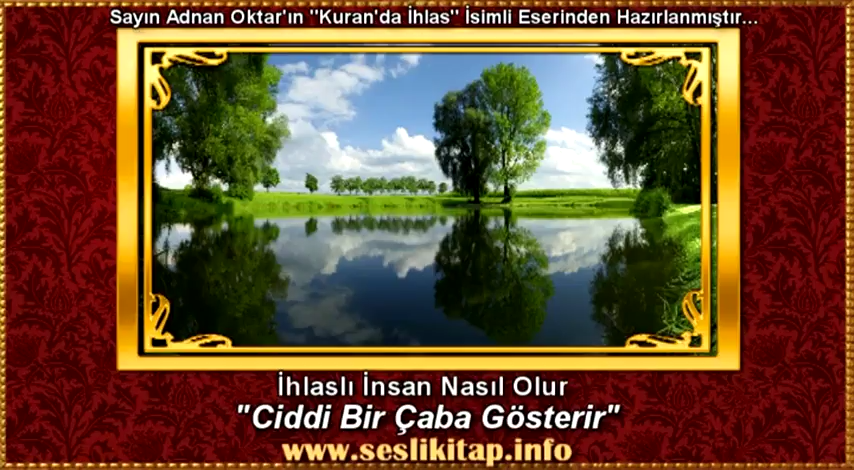 Sayın Adnan Oktar'ın "Kuran'da İhlas" İsimli Eserinden Hazırlanmıştır...
İhlaslı İnsan Nasıl Olur
"Ciddi Bir Çaba Gösterir"
www.seslikitap.info